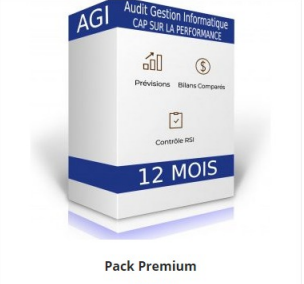 AGI
Audit Gestion Informatique
CAP SUR LA PERFORMANCE
Prévisions
Bilans Comparés
Contrôle RSI
12 MOIS
Pack Premium